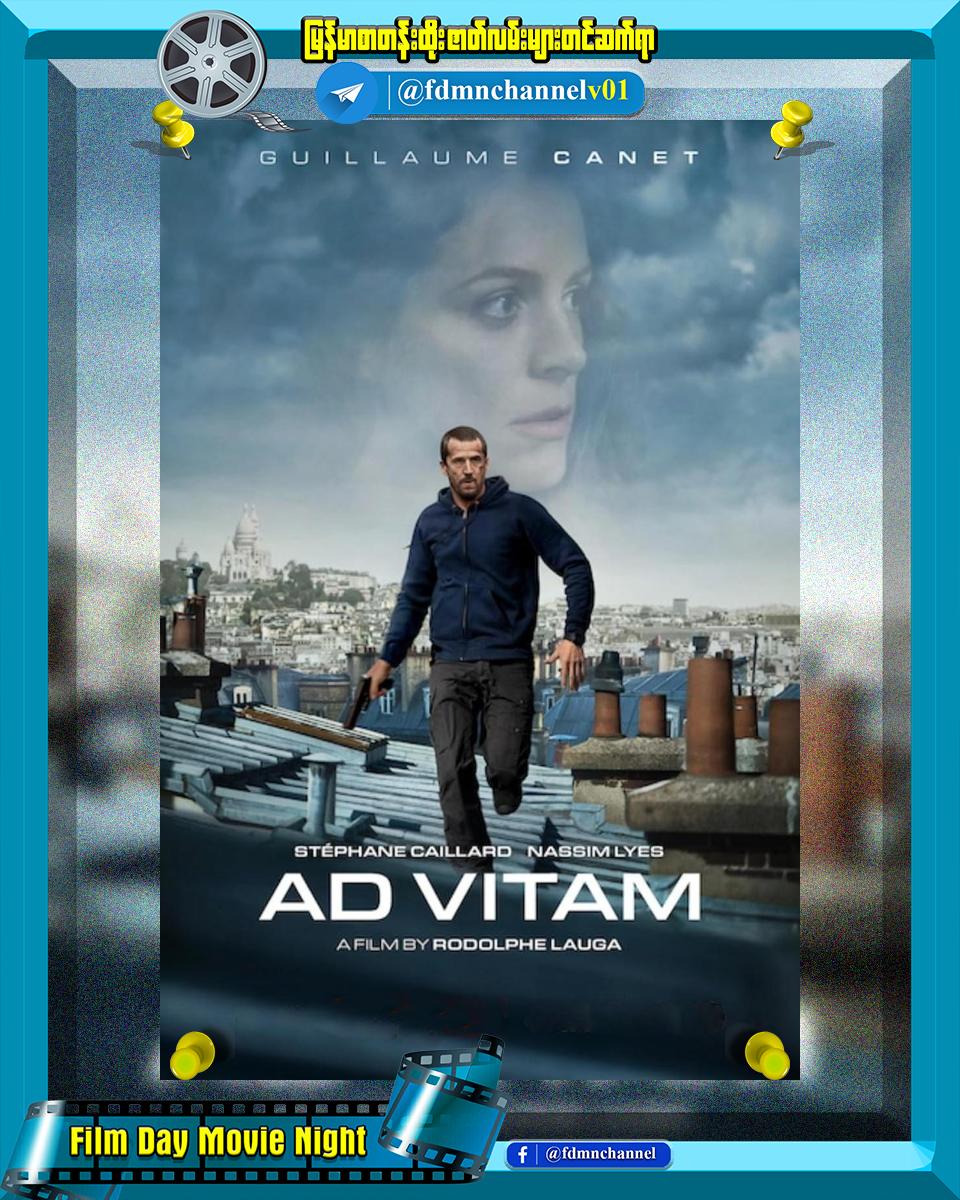 မြန်မာစာတန်းထိုးဇာတ်လမ်းများတင်ဆက်ရာ
@fdmnchannelv01
GUILLAUME CANET
STÉPHANE CAILLARD NASSIM LYES
AD VITAM
A FILM BY RODOLPHE LAUGA
Film Day Movie Night
f @fdmnchannel